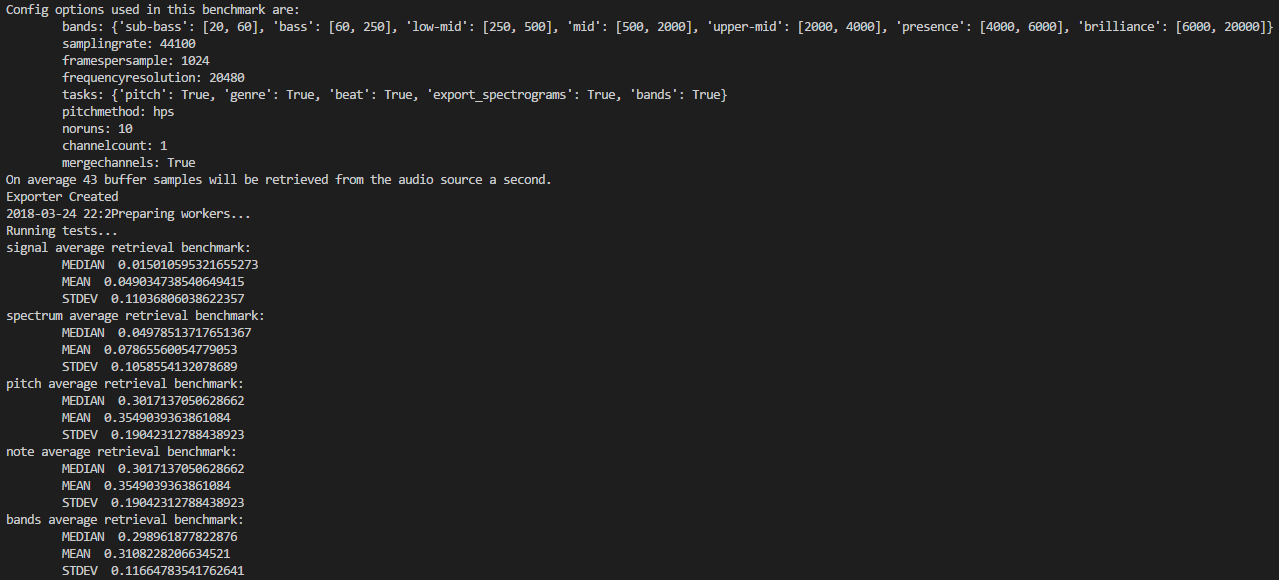 Config options used in this benchmark are:
bands: {'sub-bass': [20, 60], 'bass': [60, 250], 'low-mid': [250, 500], 'mid': [500, 2000], 'upper-mid': [2000, 4000], 'presence': [4000, 6000], 'brilliance': [6000, 20000]}
samplingrate: 44100
framespersample: 1024
frequencyresolution: 20480
tasks: {'pitch': True, 'genre': True, 'beat': True, 'export_spectrograms': True, 'bands': True}
pitchmethod: hps
noruns: 10
channelcount: 1
mergechannels: True
On average 43 buffer samples will be retrieved from the audio source a second.
Exporter Created
2018-03-24 22:2Preparing workers...
Running tests...
signal average retrieval benchmark:
MEDIAN  0.015010595321655273
MEAN  0.049034738540649415
STDEV  0.11036806038622357
spectrum average retrieval benchmark:
MEDIAN  0.04978513717651367
MEAN  0.07865560054779053
STDEV  0.1058554132078689
pitch average retrieval benchmark:
MEDIAN  0.3017137050628662
MEAN  0.3549039363861084
STDEV  0.19042312788438923
note average retrieval benchmark:
MEDIAN  0.3017137050628662
MEAN  0.3549039363861084
STDEV  0.19042312788438923
bands average retrieval benchmark:
MEDIAN  0.298961877822876
MEAN  0.3108228206634521
STDEV  0.11664783541762641